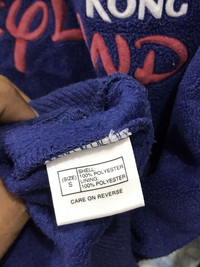 KONG
(SIZE)
S
SHELL:
100% POLYESTER
LINING:
100% POLYESTER
CARE ON REVERSE